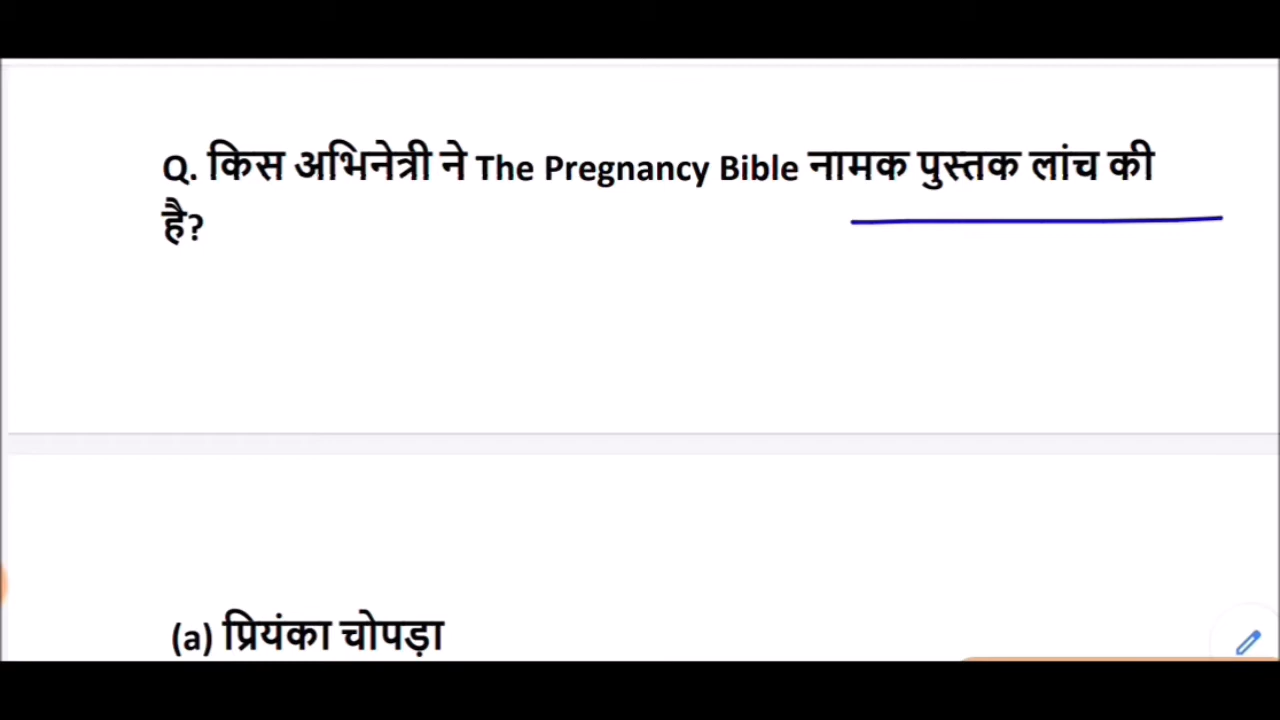 Q. किस अभिनेत्री ने The Pregnancy Bible नामक पुस्तक लांच की
है?
(a) प्रियंका चोपड़ा